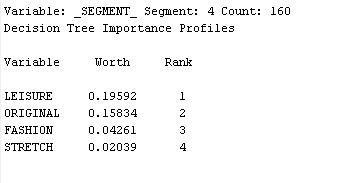 Variable: _SEGMENT_ Segment: 4 Count: 160
Decision Tree Importance Profiles
Variable Worth Rank
LEISURE 0.19592 1
ORIGINAL 0.15834 2
FASHION 0.04261 3
STRETCH 0.02039 4